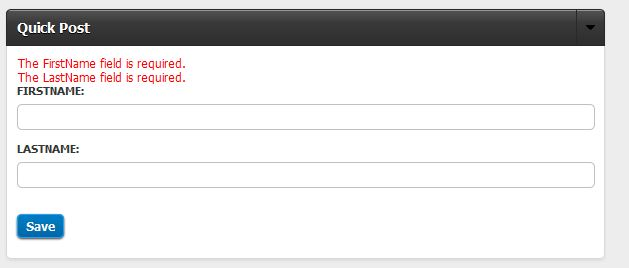 Quick Post
The FirstName field is required.
The LastName field is required.
FIRSTNAME:
LASTNAME:
Save